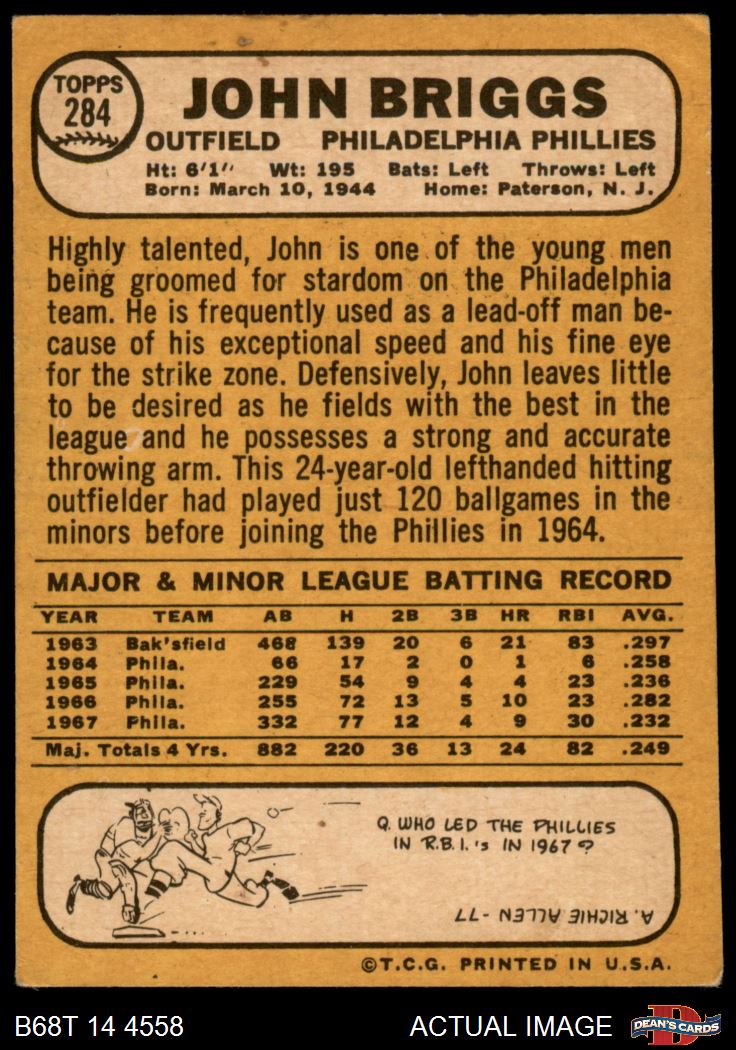 TOPPS
284
JOHN BRIGGS
OUTFIELD PHILADELPHIA PHILLIES
Ht: 6'1" Wt: 195 Bats: Left Throws: Left
Born: March 10, 1944 Home: Paterson, N. J.
Highly talented, John is one of the young men
being groomed for stardom on the Philadelphia
team. He is frequently used as a lead-off man be-
cause of his exceptional speed and his fine eye
for the strike zone. Defensively, John leaves little
to be desired as he fields with the best in the
league and he possesses a strong and accurate
throwing arm. This 24-year-old lefthanded hitting
outfielder had played just 120 ballgames in the
minors before joining the Phillies in 1964.
MAJOR & MINOR LEAGUE BATTING RECORD
YEAR TEAM AB H 2B 3B HR RBI AVG.
1963 Bak'sfield 468 139 20 6 21 83 .297
1964 Phila. 66 17 2 0 1 6 .258
1965 Phila. 229 54 9 4 4 23 .236
1966 Phila. 255 72 13 5 10 23 .282
1967 Phila. 332 77 12 4 9 30 .232
Maj. Totals 4 Yrs. 882 220 36 13 24 82 .249
Q. WHO LED THE PHILLIES
IN R.B.I.'s IN 1967?
A. RICHIE ALLEN - 77
©T.C.G. PRINTED IN U.S.A.
B68T 14 4558 ACTUAL IMAGE DEAN'S CARDS